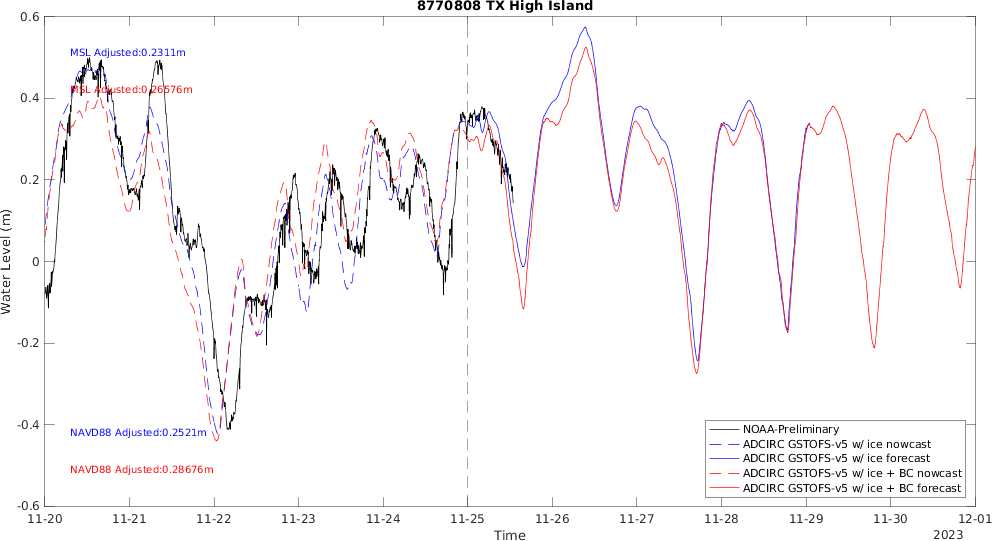 8770808 TX High Island
0.6
MSL Adjusted:0.2311m
MSL Adjusted:0.26576m
0.4
0.2
0
-0.2
-0.4
-0.6
Water Level (m)
NAVD88 Adjusted:0.2521m
NAVD88 Adjusted:0.28676m
NOAA-Preliminary
ADCIRC GSTOFS-v5 w/ ice nowcast
ADCIRC GSTOFS-v5 w/ ice forecast
ADCIRC GSTOFS-v5 w/ ice + BC nowcast
ADCIRC GSTOFS-v5 w/ ice + BC forecast
11-20 11-21 11-22 11-23 11-24 11-25 11-26 11-27 11-28 11-29 11-30 12-01
Time
2023